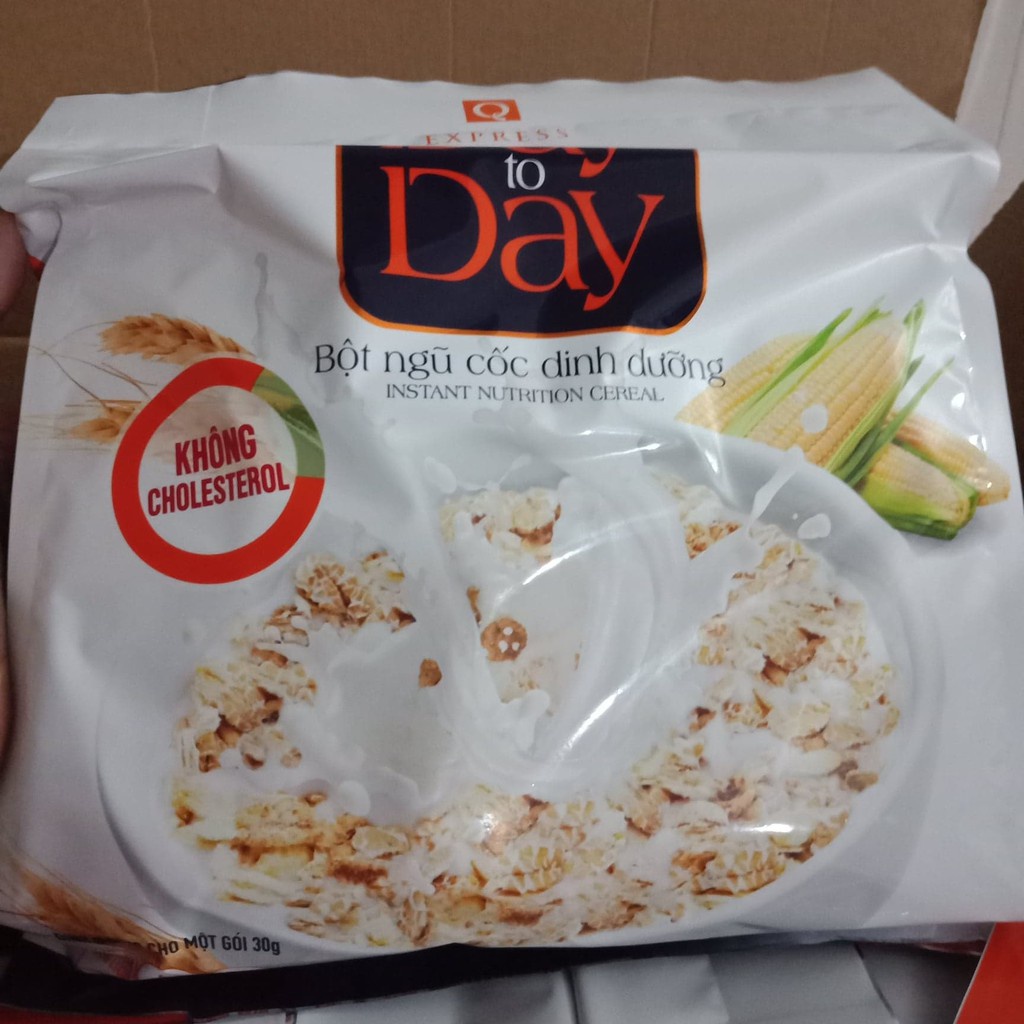 Q
EXPRESS
to
Day
Bột ngũ cốc dinh dưỡng
INSTANT NUTRITION CEREAL
KHÔNG
CHOLESTEROL
CHO MỘT GÓI 30g